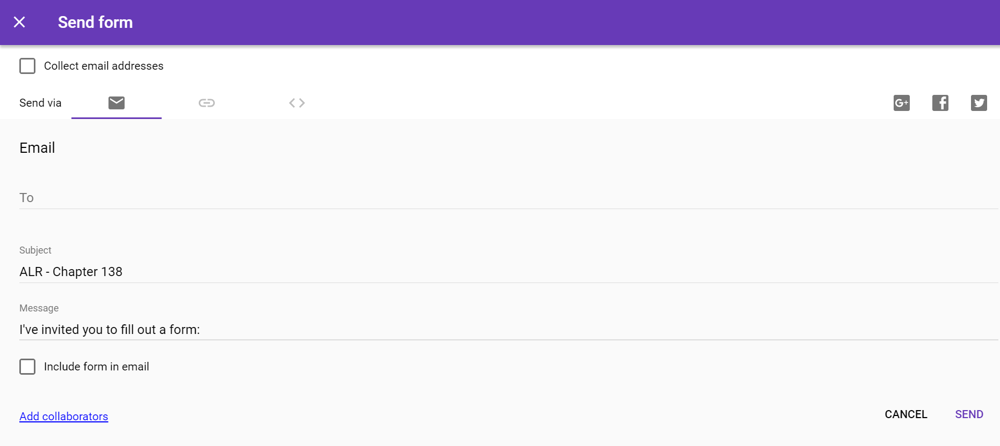 Send form
Collect email addresses
Send via
G+
Email
To
Subject
ALR - Chapter 138
Message
I've invited you to fill out a form:
Include form in email
Add collaborators
CANCEL
SEND